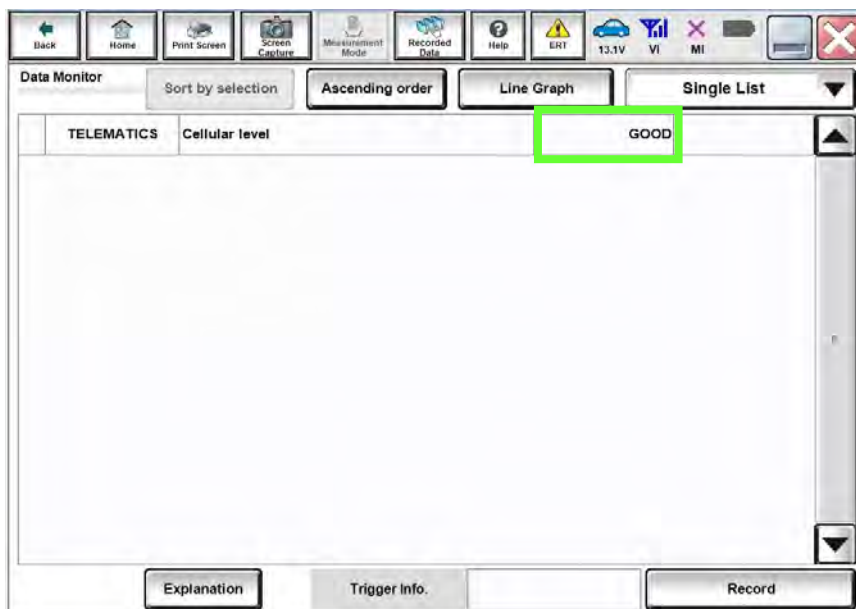 Back Home Print Screen Screen Capture Measurement Mode Recorded Data Help ERT 13.1V VI MI
Data Monitor Sort by selection Ascending order Line Graph Single List
TELEMATICS Cellular level GOOD
Explanation Trigger Info. Record